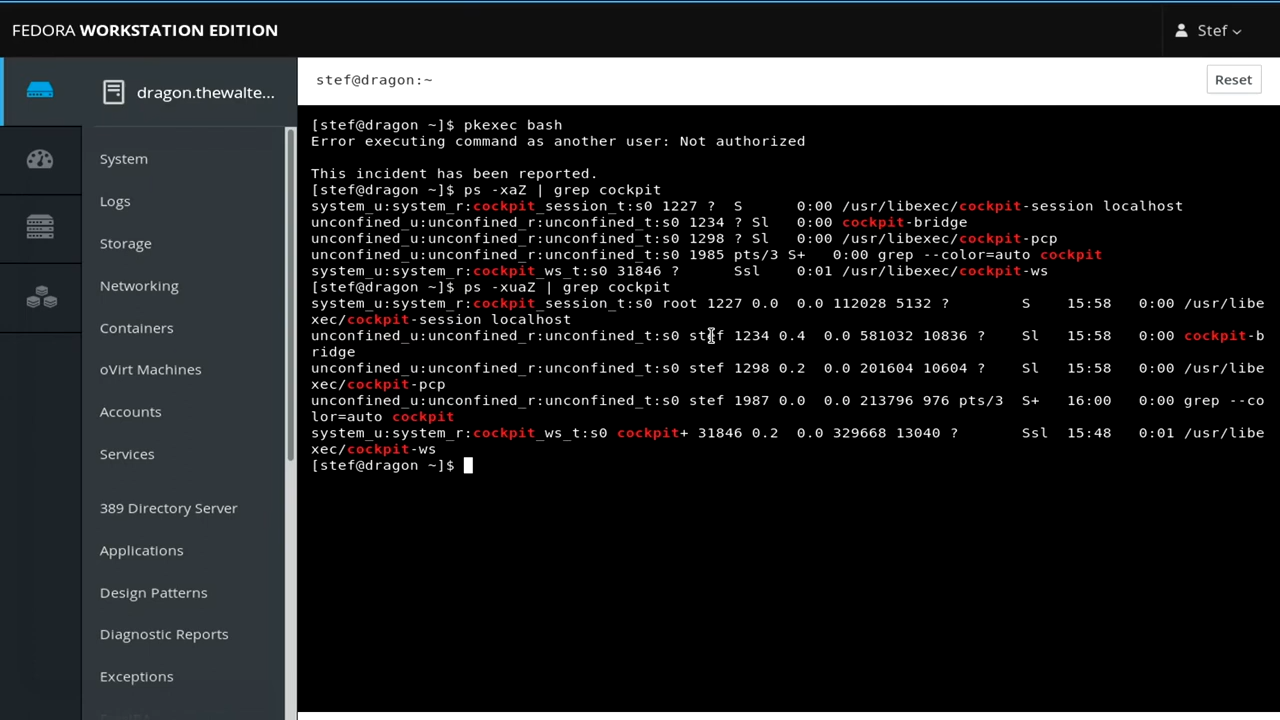 FEDORA WORKSTATION EDITION
Stef
dragon.thewalte...
stef@dragon:~
Reset
System
Logs
Storage
Networking
Containers
oVirt Machines
Accounts
Services
389 Directory Server
Applications
Design Patterns
Diagnostic Reports
Exceptions
[stef@dragon ~]$ pkexec bash
Error executing command as another user: Not authorized
This incident has been reported.
[stef@dragon ~]$ ps -xaZ | grep cockpit
system_u:system_r:cockpit_session_t:s0 1227 ?  S      0:00 /usr/libexec/cockpit-session localhost
unconfined_u:unconfined_r:unconfined_t:s0 1234 ? Sl   0:00 cockpit-bridge
unconfined_u:unconfined_r:unconfined_t:s0 1298 ? Sl   0:00 /usr/libexec/cockpit-pcp
unconfined_u:unconfined_r:unconfined_t:s0 1985 pts/3 S+   0:00 grep --color=auto cockpit
system_u:system_r:cockpit_ws_t:s0 31846 ?      Ssl    0:01 /usr/libexec/cockpit-ws
[stef@dragon ~]$ ps -xuaZ | grep cockpit
system_u:system_r:cockpit_session_t:s0 root 1227 0.0  0.0 112028 5132 ?        S    15:58   0:00 /usr/libe
xec/cockpit-session localhost
unconfined_u:unconfined_r:unconfined_t:s0 stef 1234 0.4  0.0 581032 10836 ?    Sl   15:58   0:00 cockpit-b
ridge
unconfined_u:unconfined_r:unconfined_t:s0 stef 1298 0.2  0.0 201604 10604 ?    Sl   15:58   0:00 /usr/libe
xec/cockpit-pcp
unconfined_u:unconfined_r:unconfined_t:s0 stef 1987 0.0  0.0 213796 976 pts/3  S+   16:00   0:00 grep --co
lor=auto cockpit
system_u:system_r:cockpit_ws_t:s0 cockpit+ 31846 0.2  0.0 329668 13040 ?       Ssl  15:48   0:01 /usr/libe
xec/cockpit-ws
[stef@dragon ~]$